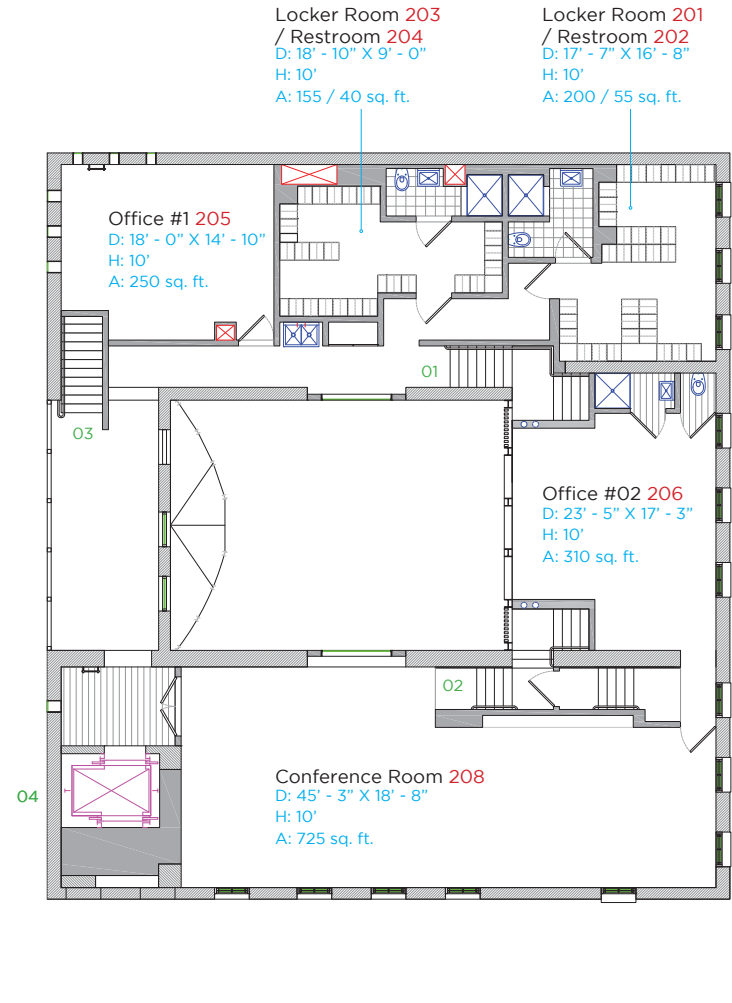 Locker Room 203
/ Restroom 204
D: 18’ - 10” X 9’ - 0”
H: 10’
A: 155 / 40 sq. ft.
Locker Room 201
/ Restroom 202
D: 17’ - 7” X 16’ - 8”
H: 10’
A: 200 / 55 sq. ft.
Office #1 205
D: 18’ - 0” X 14’ - 10”
H: 10’
A: 250 sq. ft.
01
03
Office #02 206
D: 23’ - 5” X 17’ - 3”
H: 10’
A: 310 sq. ft.
02
04
Conference Room 208
D: 45’ - 3” X 18’ - 8”
H: 10’
A: 725 sq. ft.